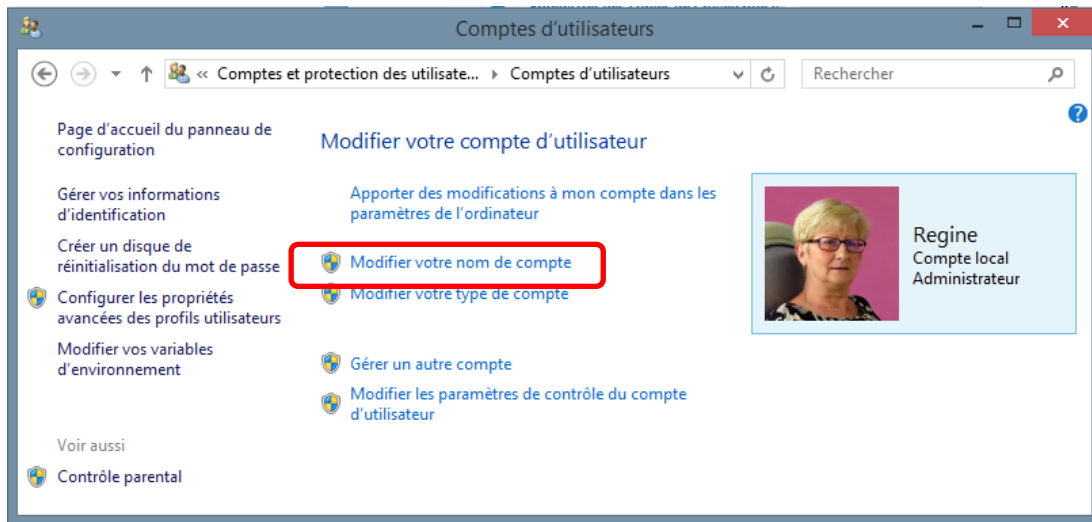 Comptes d'utilisateurs
« Comptes et protection des utilisate... Comptes d'utilisateurs
Rechercher
Page d'accueil du panneau de
configuration
Gérer vos informations
d'identification
Créer un disque de
réinitialisation du mot de passe
Configurer les propriétés
avancées des profils utilisateurs
Modifier vos variables
d'environnement
Voir aussi
Contrôle parental
Modifier votre compte d'utilisateur
Apporter des modifications à mon compte dans les
paramètres de l'ordinateur
Modifier votre nom de compte
Modifier votre type de compte
Gérer un autre compte
Modifier les paramètres de contrôle du compte
d'utilisateur
Regine
Compte local
Administrateur